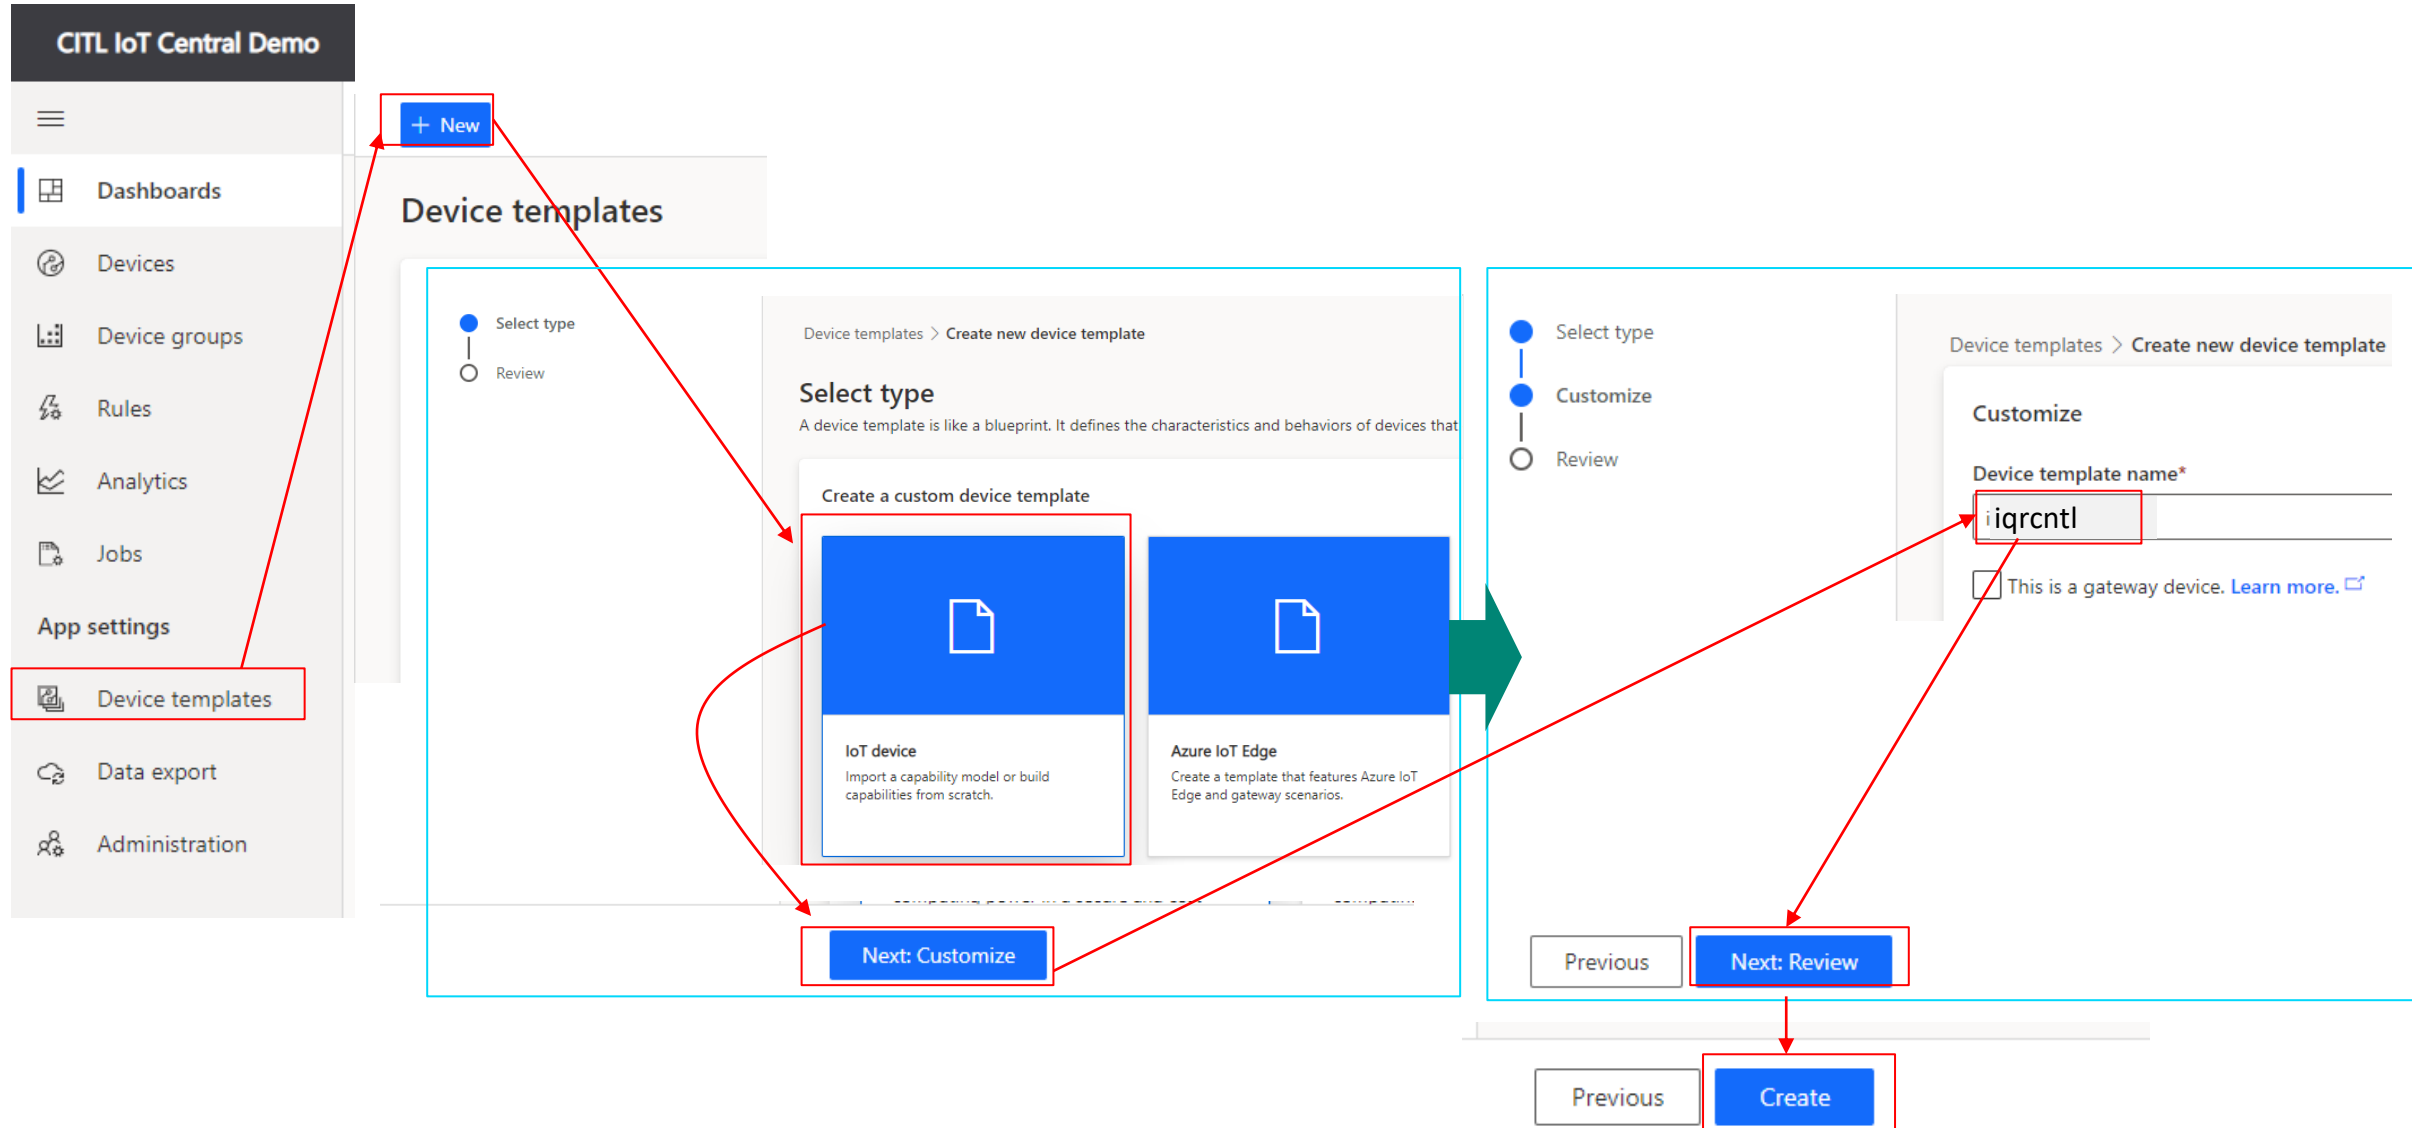 CITL IoT Central Demo
Dashboards
Devices
Device groups
Rules
Analytics
Jobs
App settings
Device templates
Data export
Administration
+ New
Device templates
Select type
Review
Device templates > Create new device template
Select type
A device template is like a blueprint. It defines the characteristics and behaviors of devices that
Create a custom device template
IoT device
Import a capability model or build
capabilities from scratch.
Azure IoT Edge
Create a template that features Azure IoT
Edge and gateway scenarios.
Next: Customize
Select type
Customize
Review
Device templates > Create new device template
Customize
Device template name*
iqrcntl
This is a gateway device. Learn more.
Previous
Next: Review
Previous
Create